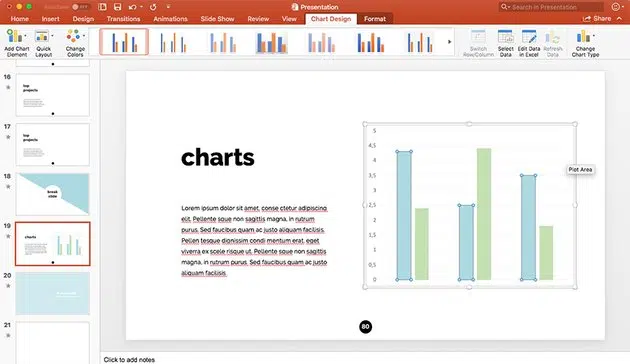 Presentation
Search in Presentation
Home Insert Design Transitions Animations Slide Show Review View Chart Design Format
Share
Add Chart Element
Quick Layout
Change Colors
Switch Row/Column
Select Data
Edit Data in Excel
Refresh Data
Change Chart Type
16
top
projects
17
top
projects
18
break
slide
19
charts
20
21
charts
Lorem ipsum dolor sit amet, conse ctetur adipiscing
elit. Pellente sque non sagittis magna, in rutrum
purus. Sed faucibus quam ac justo aliquam facilisis.
Pellen tesque dignissim condi mentum erat, eget
viverra ex scele risque ut. Pellente sque non sagittis
magna, in rutrum purus. Sed faucibus quam ac justo
aliquam facilisis.
5
4,5
4
3,5
3
2,5
2
1,5
1
0,5
0
Plot Area
80
Click to add notes